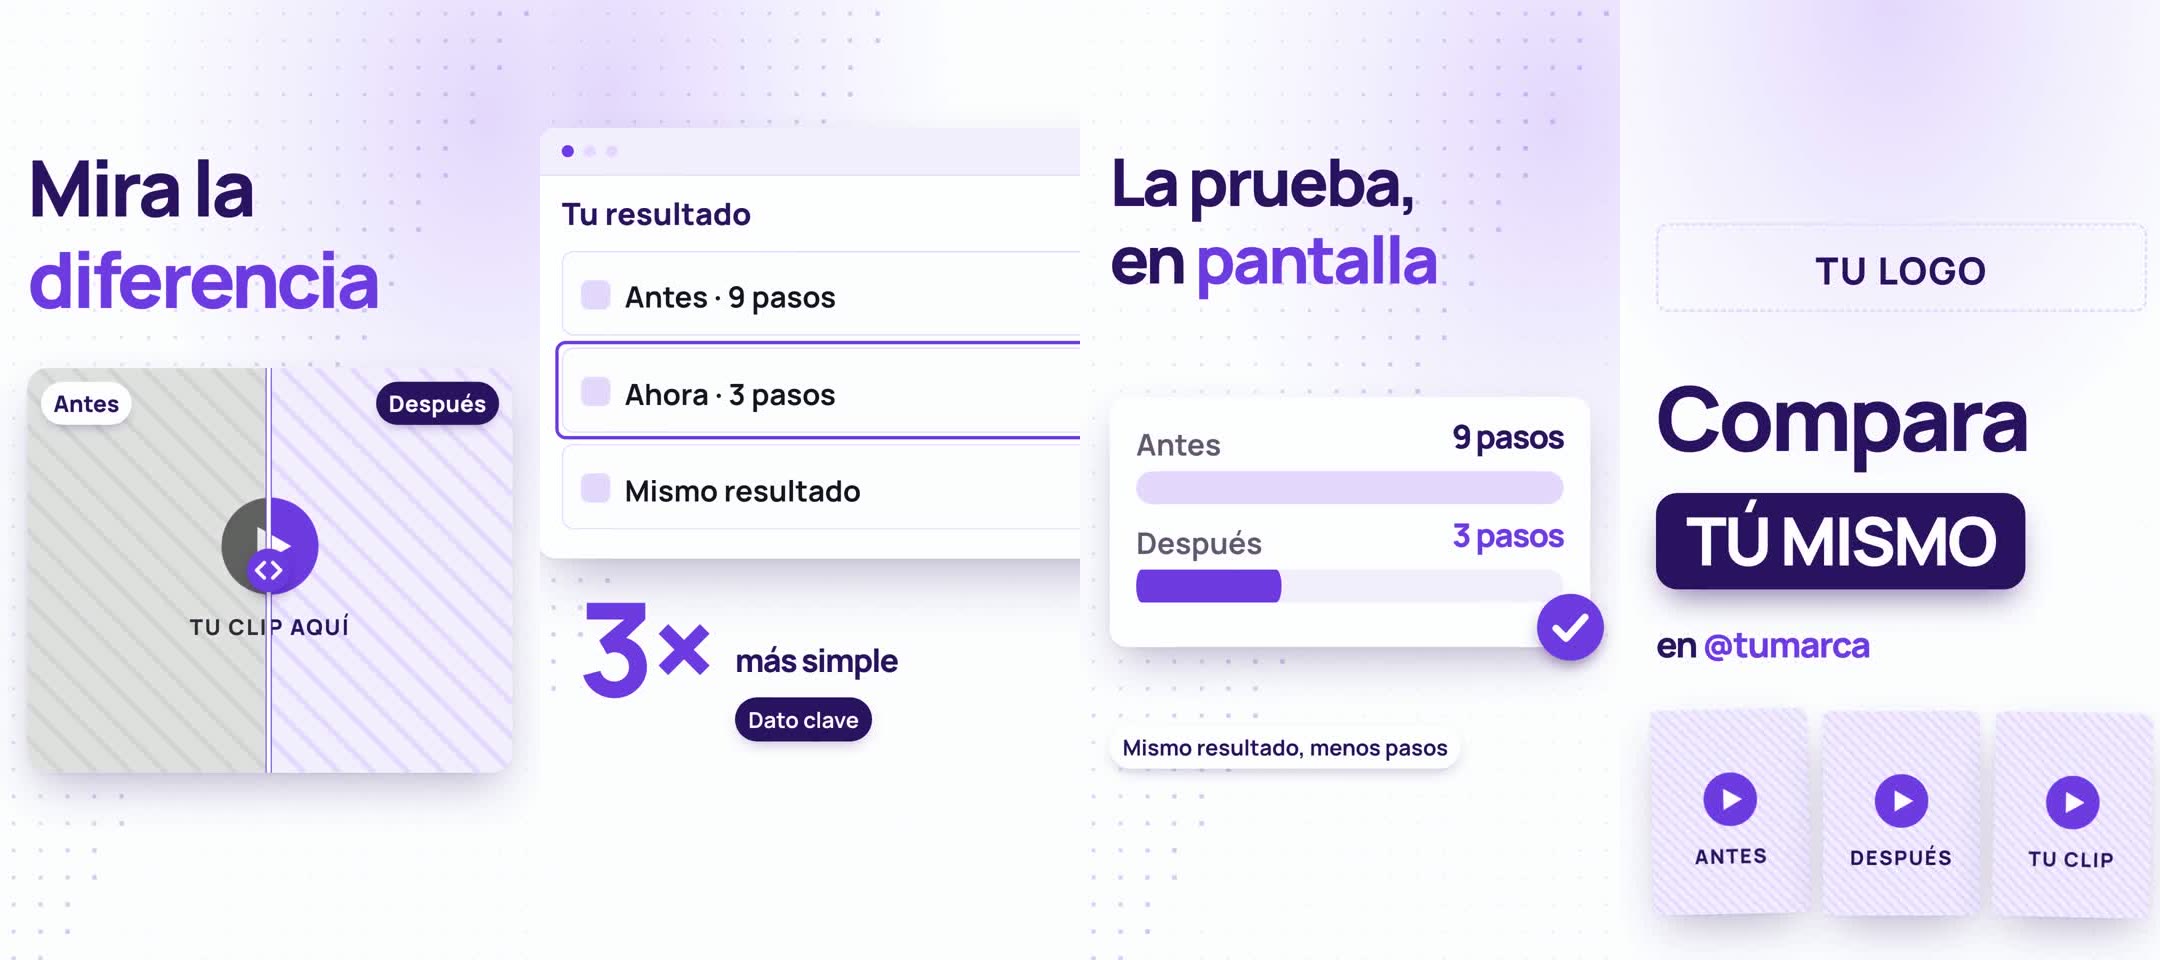 Mira la
diferencia
Antes
Después
TU CLIP AQUÍ
Tu resultado
Antes · 9 pasos
Ahora · 3 pasos
Mismo resultado
3×
más simple
Dato clave
La prueba,
en pantalla
Antes
9 pasos
Después
3 pasos
Mismo resultado, menos pasos
TU LOGO
Compara
TÚ MISMO
en @tumarca
ANTES
DESPUÉS
TU CLIP